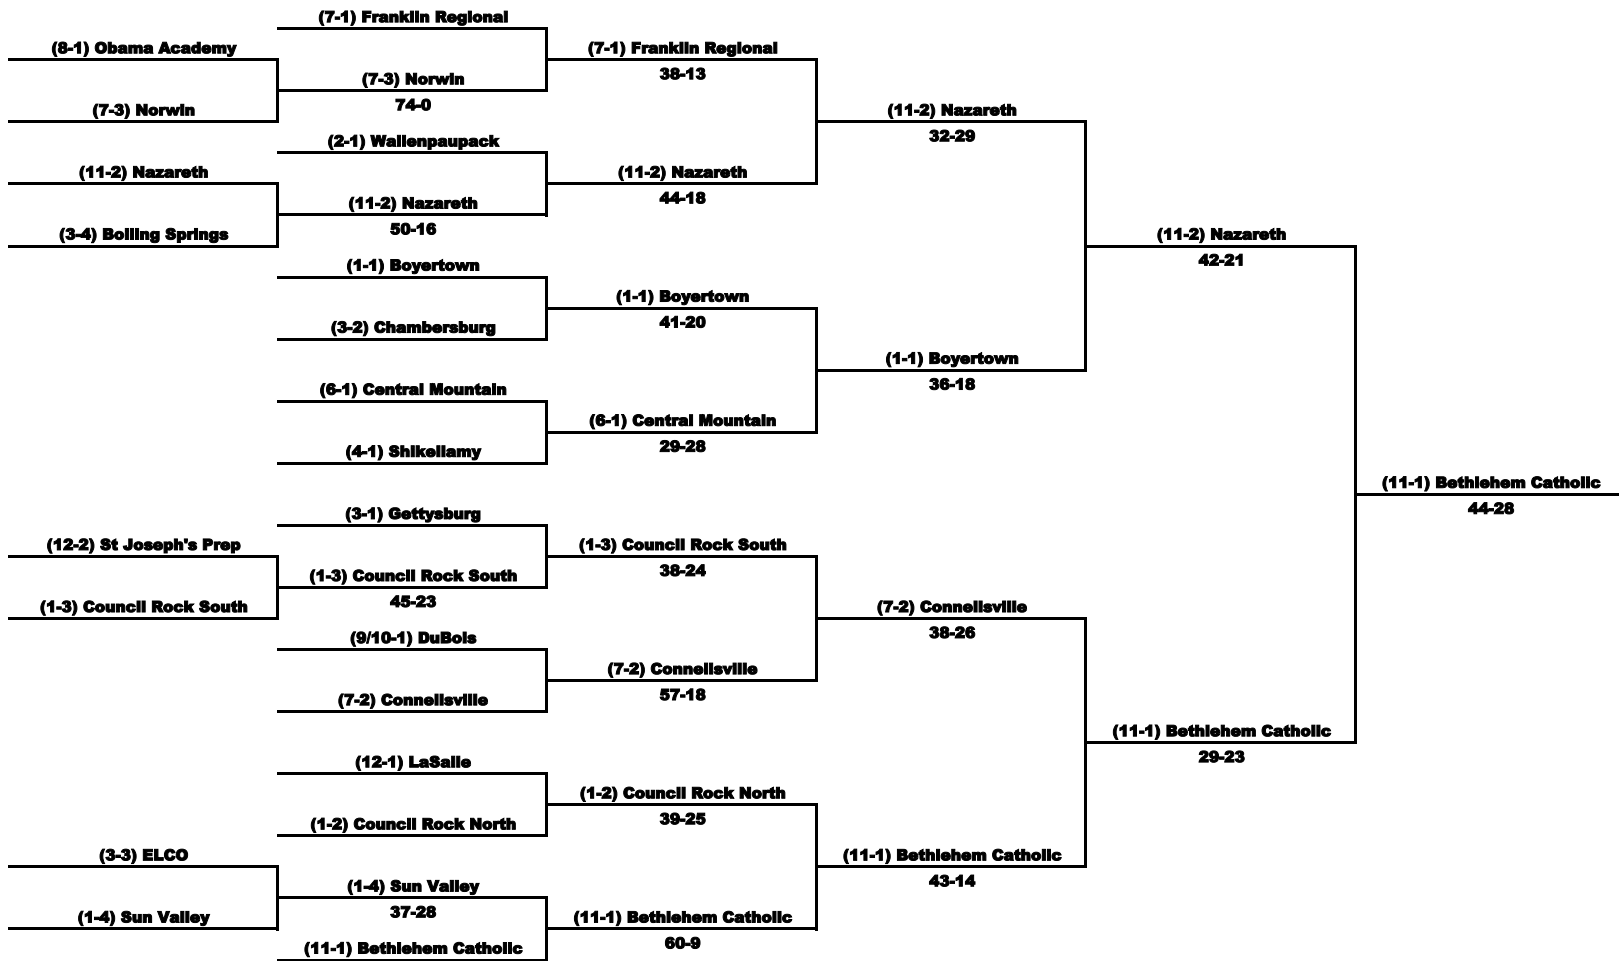 (7-1) Franklin Regional
(8-1) Obama Academy
(7-1) Franklin Regional
38-13
(7-3) Norwin
74-0
(7-3) Norwin
(11-2) Nazareth
32-29
(2-1) Wallenpaupack
(11-2) Nazareth
(11-2) Nazareth
44-18
(11-2) Nazareth
50-16
(3-4) Boiling Springs
(11-2) Nazareth
42-21
(1-1) Boyertown
(1-1) Boyertown
41-20
(3-2) Chambersburg
(1-1) Boyertown
36-18
(6-1) Central Mountain
(6-1) Central Mountain
29-28
(4-1) Shikellamy
(11-1) Bethlehem Catholic
44-28
(3-1) Gettysburg
(12-2) St Joseph's Prep
(1-3) Council Rock South
38-24
(1-3) Council Rock South
45-23
(1-3) Council Rock South
(7-2) Connellsville
38-26
(9/10-1) DuBois
(7-2) Connellsville
57-18
(7-2) Connellsville
(11-1) Bethlehem Catholic
29-23
(12-1) LaSalle
(1-2) Council Rock North
39-25
(1-2) Council Rock North
(3-3) ELCO
(11-1) Bethlehem Catholic
43-14
(1-4) Sun Valley
37-28
(1-4) Sun Valley
(11-1) Bethlehem Catholic
60-9
(11-1) Bethlehem Catholic